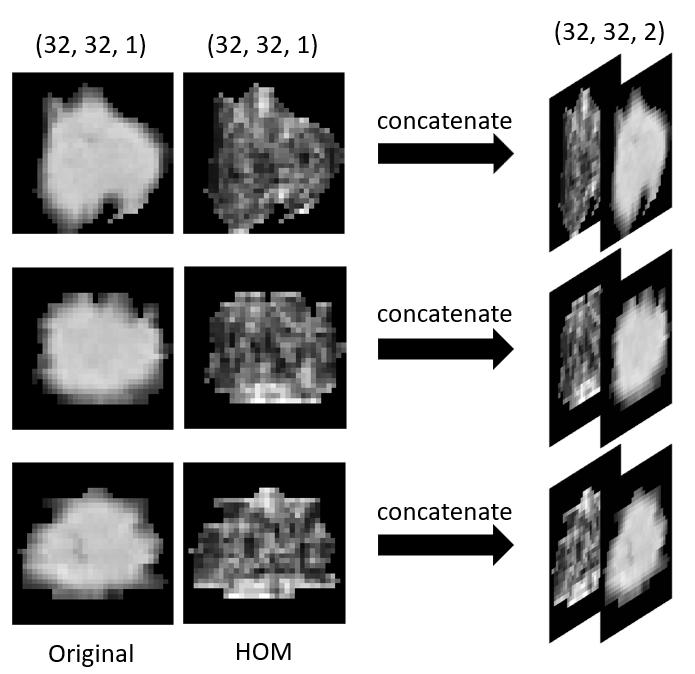 (32, 32, 1)
(32, 32, 1)
(32, 32, 2)
concatenate
concatenate
concatenate
Original
HOM